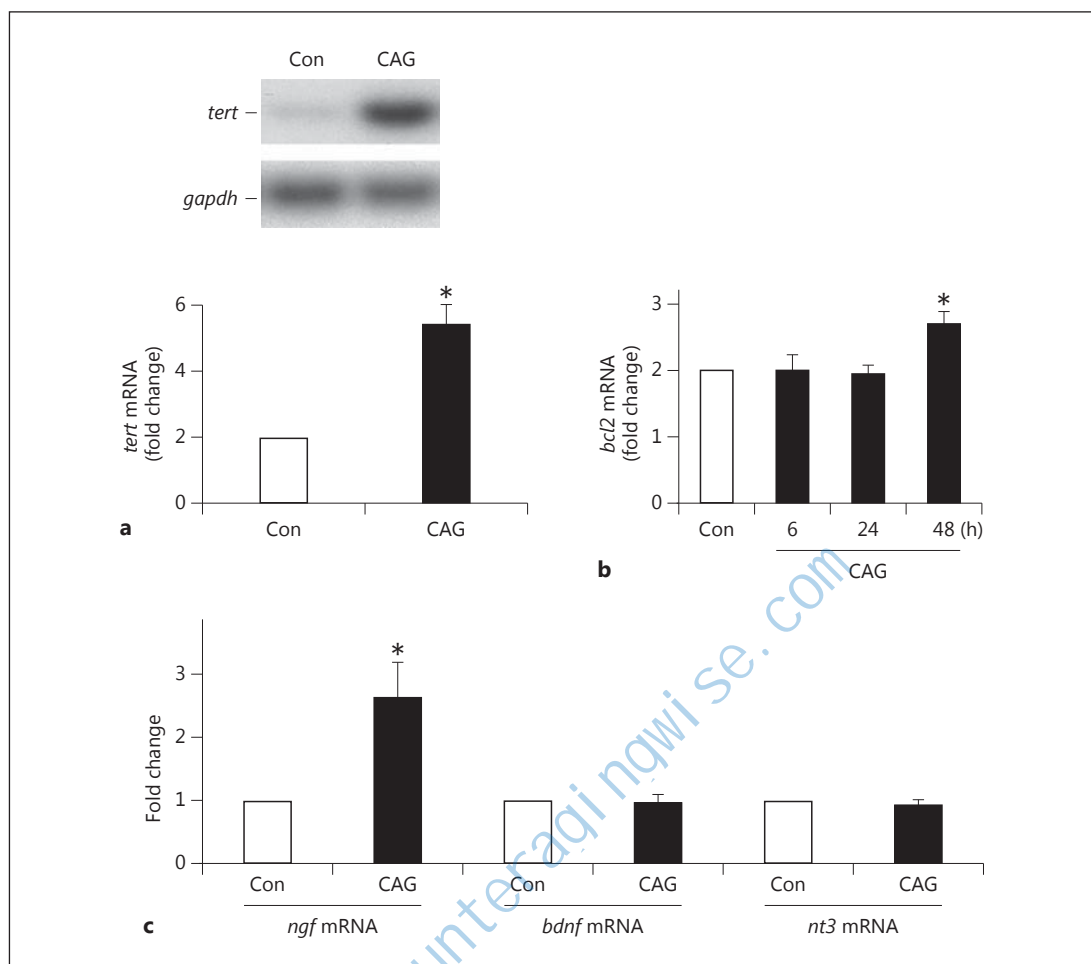 Con CAG
tert
gapdh
6
4
2
0
tert mRNA
(fold change)
*
Con CAG
a
3
2
1
0
bcl2 mRNA
(fold change)
*
Con 6 24 48 (h)
CAG
b
3
2
1
0
Fold change
*
Con CAG Con CAG Con CAG
ngf mRNA bdnf mRNA nt3 mRNA
c
unteraqinqwise.com